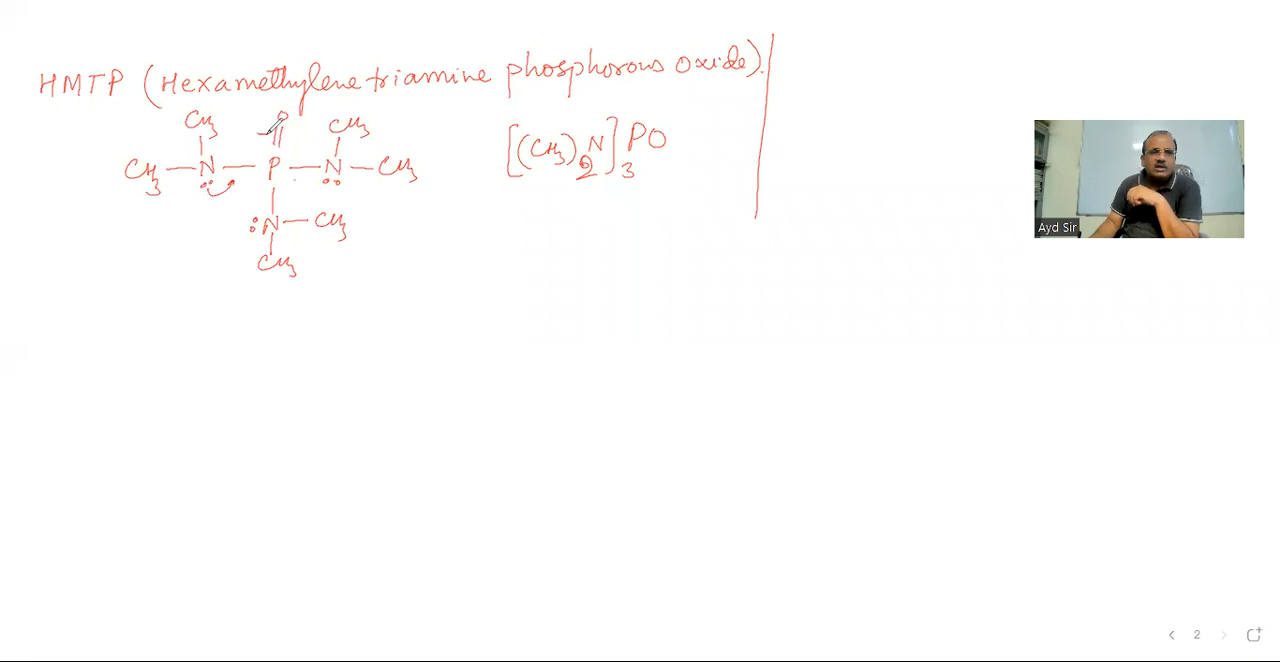 HMTP (Hexamethylene triamine phosphorous oxide).
CH3 O CH3
CH3 — N — P — N — CH3
N — CH3
CH3
[(CH3)2N]3 PO
Ayd Sir
2